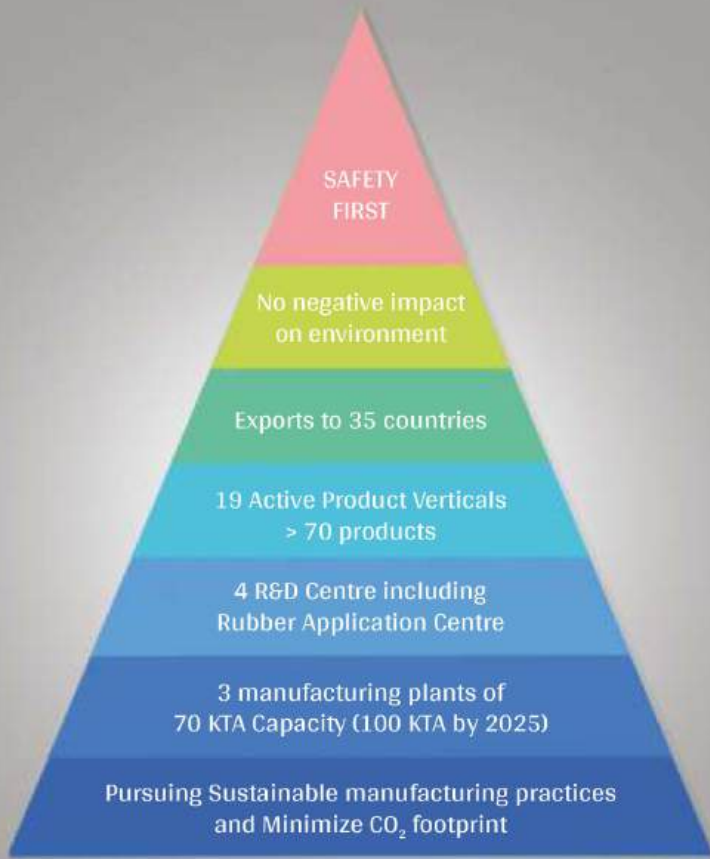 SAFETY
FIRST
No negative impact
on environment
Exports to 35 countries
19 Active Product Verticals
> 70 products
4 R&D Centre including
Rubber Application Centre
3 manufacturing plants of
70 KTA Capacity (100 KTA by 2025)
Pursuing Sustainable manufacturing practices
and Minimize CO₂ footprint